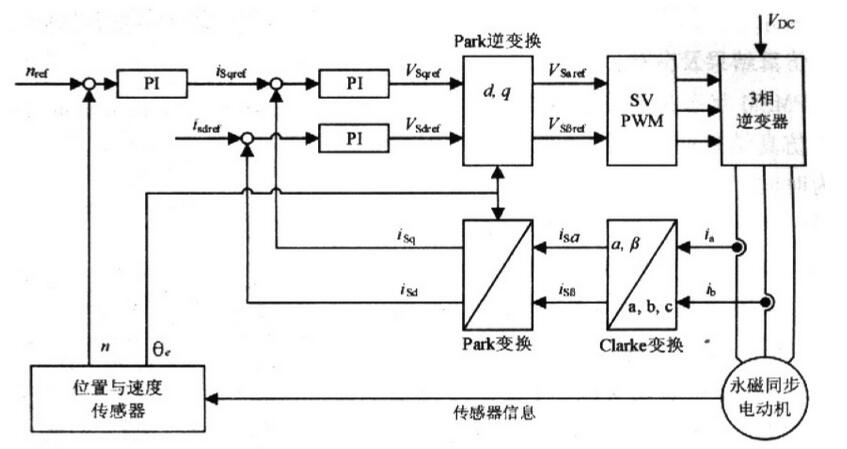 V_DC
Park逆变换
n_ref
PI
i_Sqref
PI
V_Sqref
d, q
V_Sαref
SV
PWM
3相
逆变器
i_sdref
PI
V_Sdref
V_Sβref
i_Sq
i_Sα
α, β
i_a
i_Sd
i_Sβ
a, b, c
i_b
Park变换
Clarke变换
n
θ_e
位置与速度
传感器
传感器信息
永磁同步
电动机